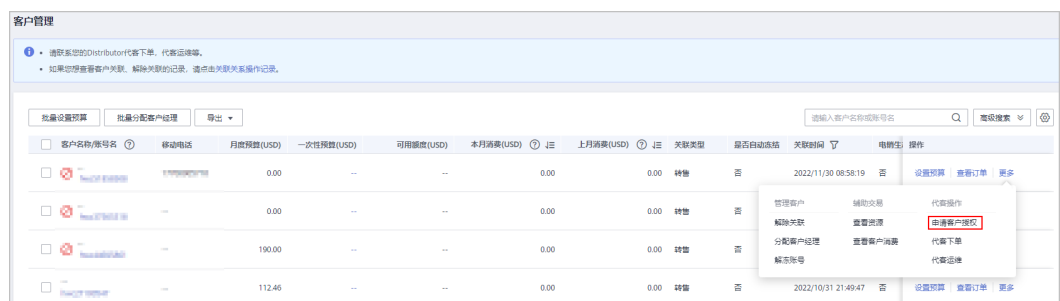 客户管理
• 请联系您的Distributor代客下单、代客运维等。
• 如果您想查看客户关联、解除关联的记录，请点击关联关系操作记录。
批量设置预算 批量分配客户经理 导出 请输入客户名称或账号名 高级搜索
客户名称/账号名 移动电话 月度预算(USD) 一次性预算(USD) 可用额度(USD) 本月消费(USD) 上月消费(USD) 关联类型 是否自动冻结 关联时间 电销生 操作
0.00 -- -- 0.00 0.00 转售 否 2022/11/30 08:58:19 否 设置预算 查看订单 更多
-- 0.00 -- -- 0.00 0.00 转售 否
-- 190.00 -- -- 0.00 0.00 转售 否
-- 112.46 -- -- 0.00 0.00 转售 否 2022/10/31 21:49:47 否 设置预算 查看订单 更多
管理客户 辅助交易 代客操作
解除关联 查看资源 申请客户授权
分配客户经理 查看客户消费 代客下单
解冻账号 代客运维